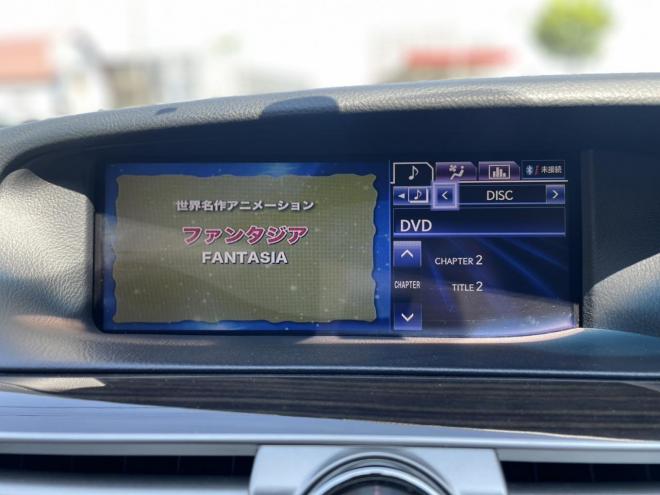 世界名作アニメーション
ファンタジア
FANTASIA
未接続
DISC
DVD
CHAPTER 2
CHAPTER
TITLE 2